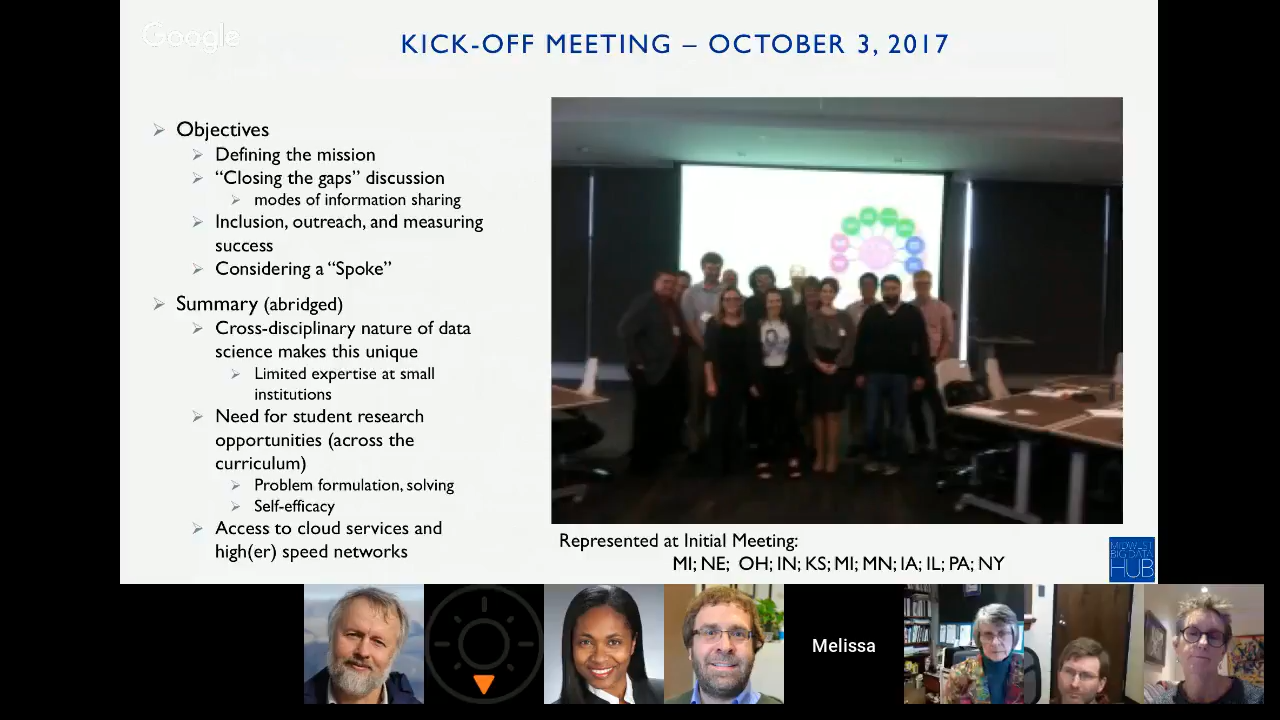 Google
KICK-OFF MEETING – OCTOBER 3, 2017
Objectives
Defining the mission
“Closing the gaps” discussion
modes of information sharing
Inclusion, outreach, and measuring
success
Considering a “Spoke”
Summary (abridged)
Cross-disciplinary nature of data
science makes this unique
Limited expertise at small
institutions
Need for student research
opportunities (across the
curriculum)
Problem formulation, solving
Self-efficacy
Access to cloud services and
high(er) speed networks
Represented at Initial Meeting:
MI; NE; OH; IN; KS; MI; MN; IA; IL; PA; NY
MIDWEST
BIG DATA
HUB
Melissa